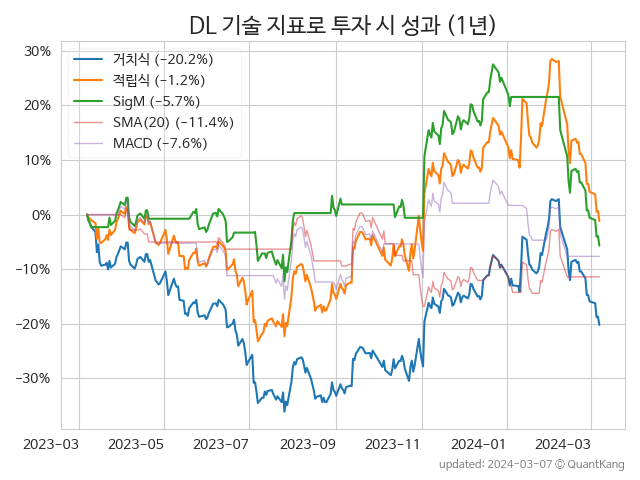 DL 기술 지표로 투자 시 성과 (1년)
거치식 (−20.2%)
적립식 (−1.2%)
SigM (−5.7%)
SMA(20) (−11.4%)
MACD (−7.6%)
30%
20%
10%
0%
−10%
−20%
−30%
2023-03 2023-05 2023-07 2023-09 2023-11 2024-01 2024-03
updated: 2024-03-07 © QuantKang